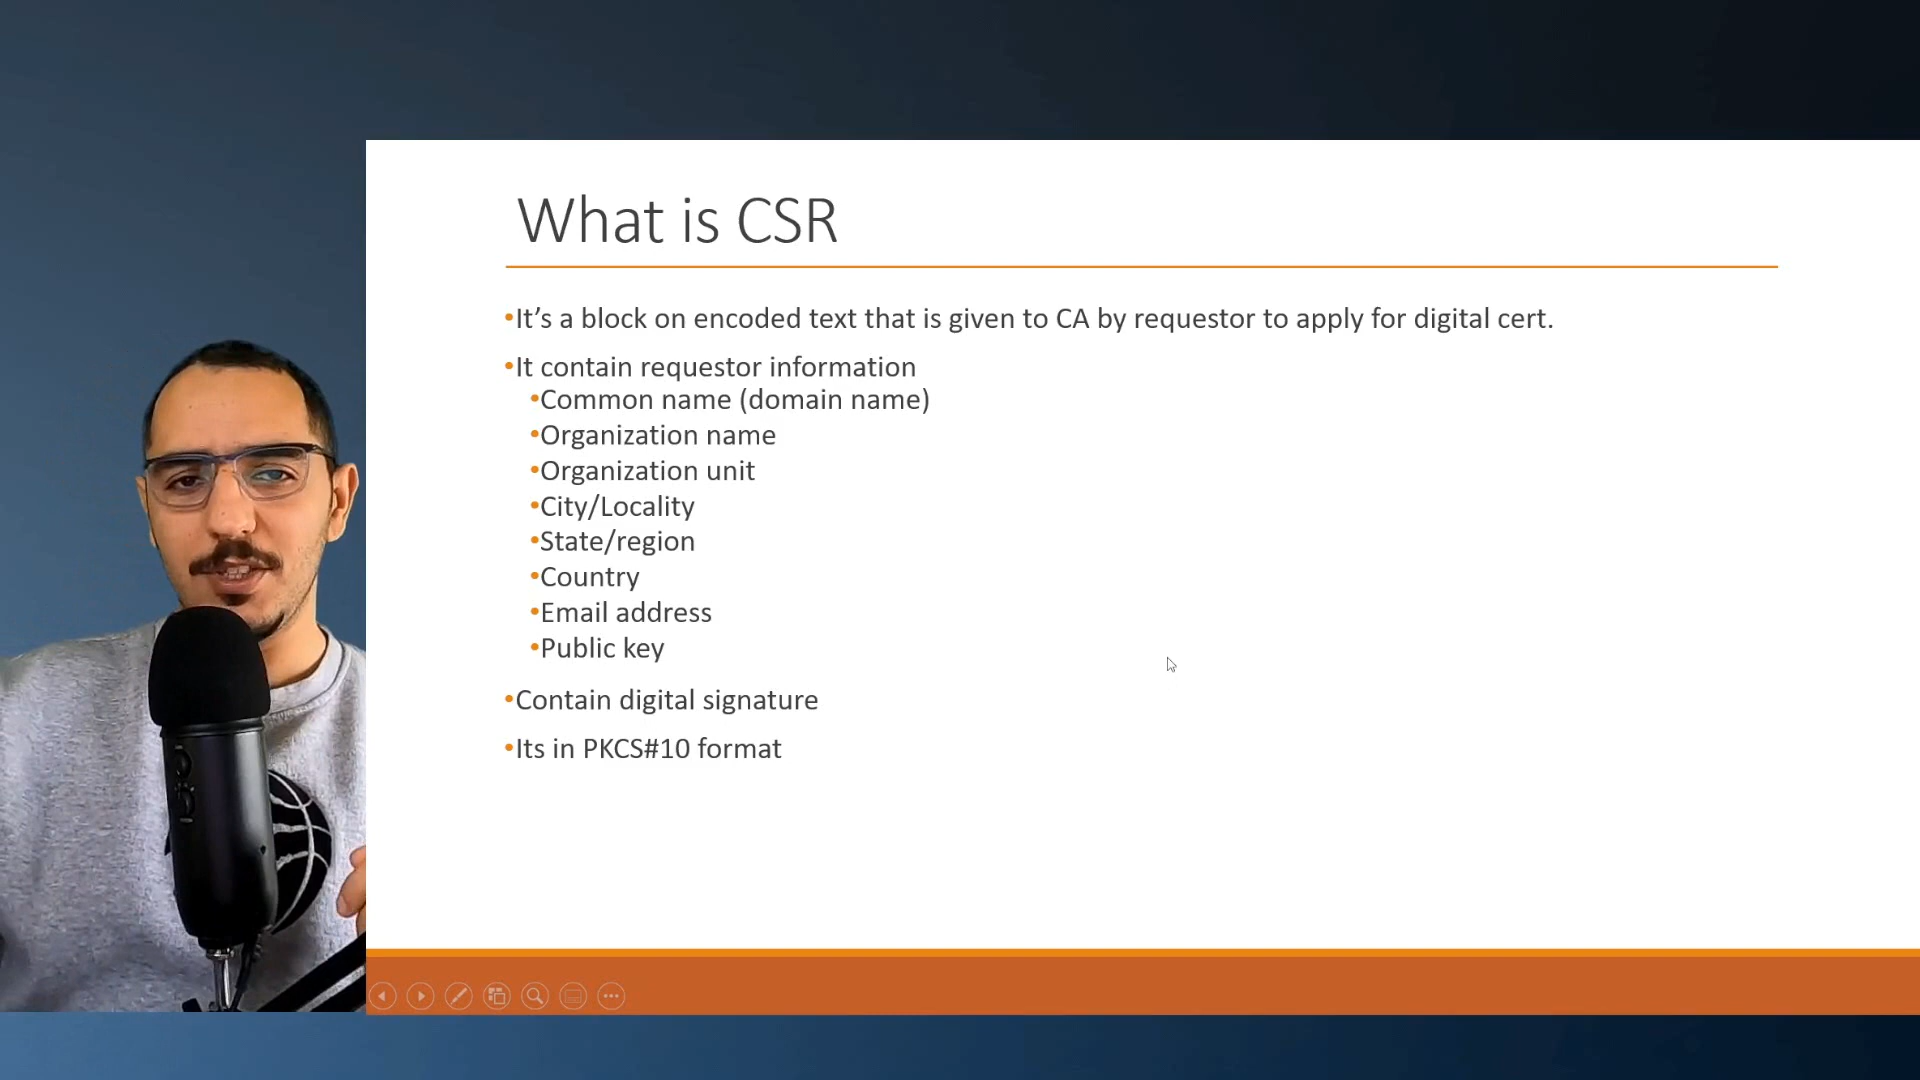 What is CSR
•It’s a block on encoded text that is given to CA by requestor to apply for digital cert.
•It contain requestor information
•Common name (domain name)
•Organization name
•Organization unit
•City/Locality
•State/region
•Country
•Email address
•Public key
•Contain digital signature
•Its in PKCS#10 format